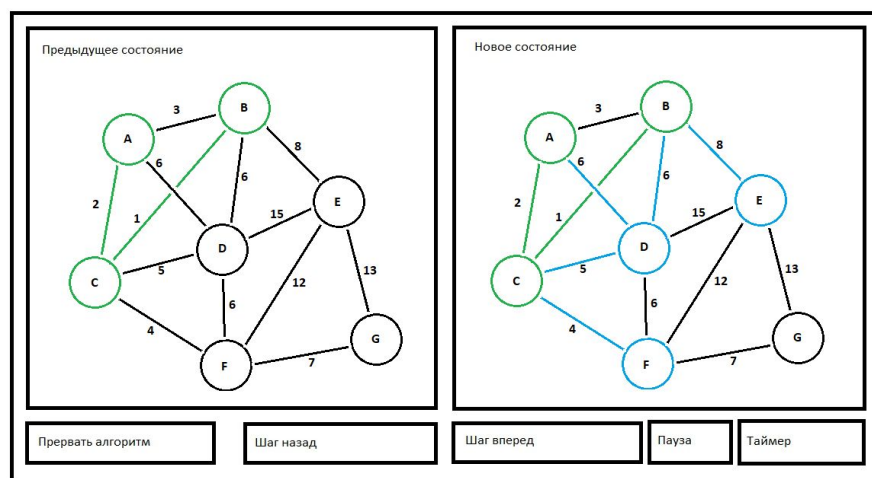 Предыдущее состояние
3
B
A
6
8
6
2
1
15
E
D
C
5
12
13
4
6
G
F
7
Новое состояние
3
B
A
6
8
6
2
1
15
E
D
C
5
12
13
4
6
G
F
7
Прервать алгоритм
Шаг назад
Шаг вперед
Пауза
Таймер